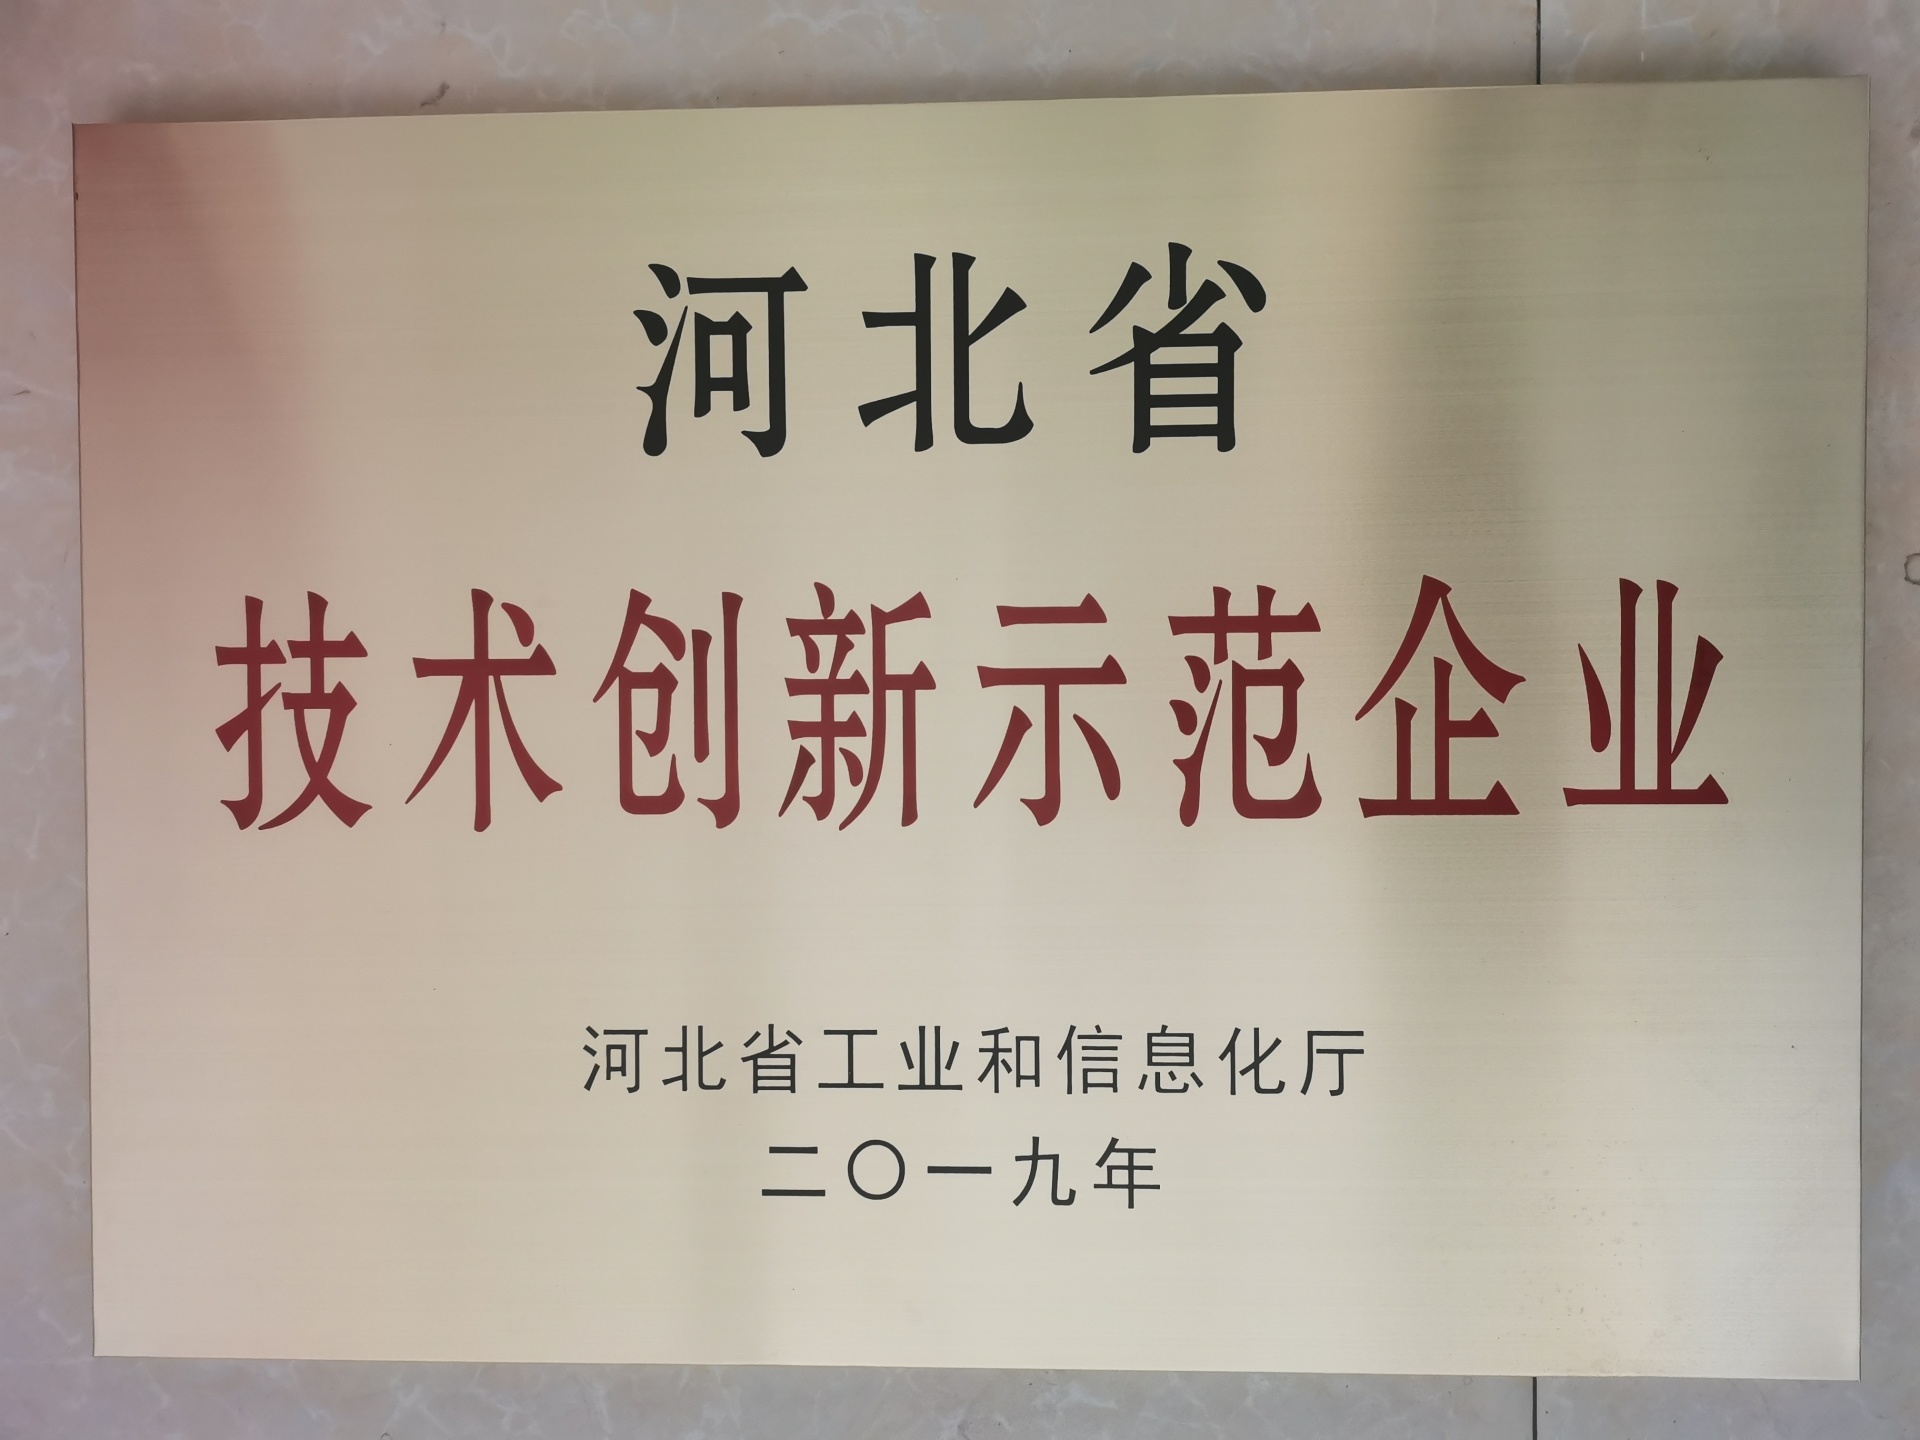 河北省
技术创新示范企业
河北省工业和信息化厅
二〇一九年